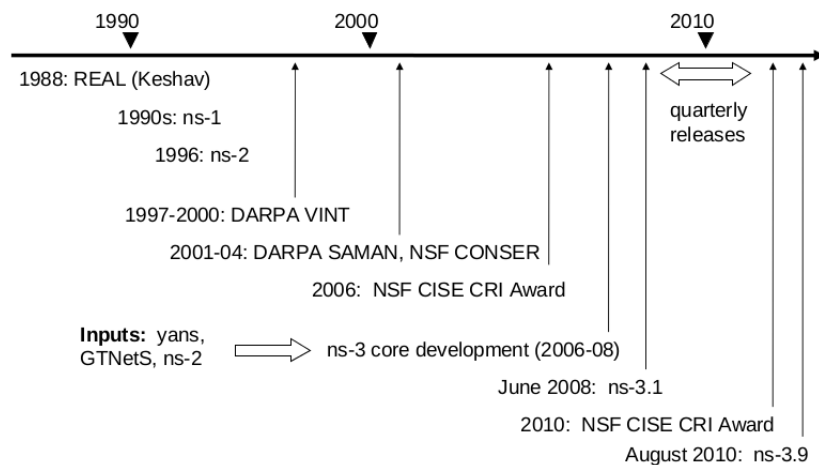 1990
2000
2010
1988: REAL (Keshav)
1990s: ns-1
1996: ns-2
quarterly
releases
1997-2000: DARPA VINT
2001-04: DARPA SAMAN, NSF CONSER
2006:  NSF CISE CRI Award
Inputs:  yans,
GTNetS, ns-2
ns-3 core development (2006-08)
June 2008:  ns-3.1
2010:  NSF CISE CRI Award
August 2010:  ns-3.9